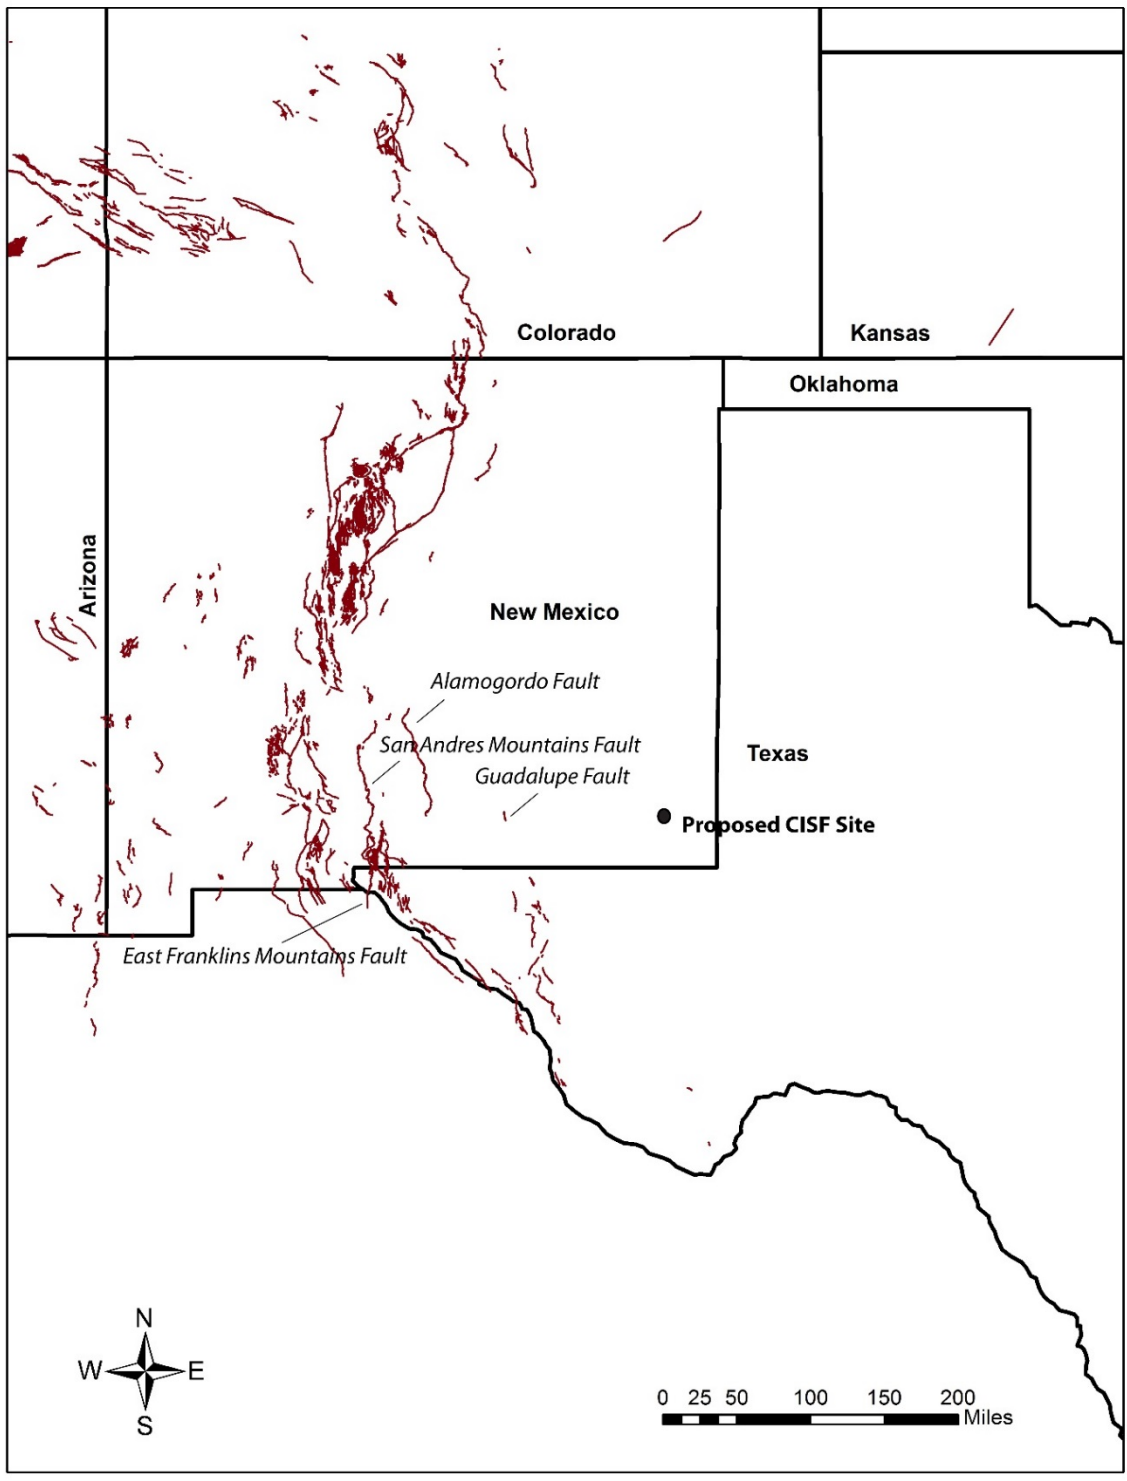 Colorado
Kansas
Oklahoma
Arizona
New Mexico
Alamogordo Fault
San Andres Mountains Fault
Guadalupe Fault
Texas
Proposed CISF Site
East Franklins Mountains Fault
N
W E
S
0 25 50 100 150 200
Miles